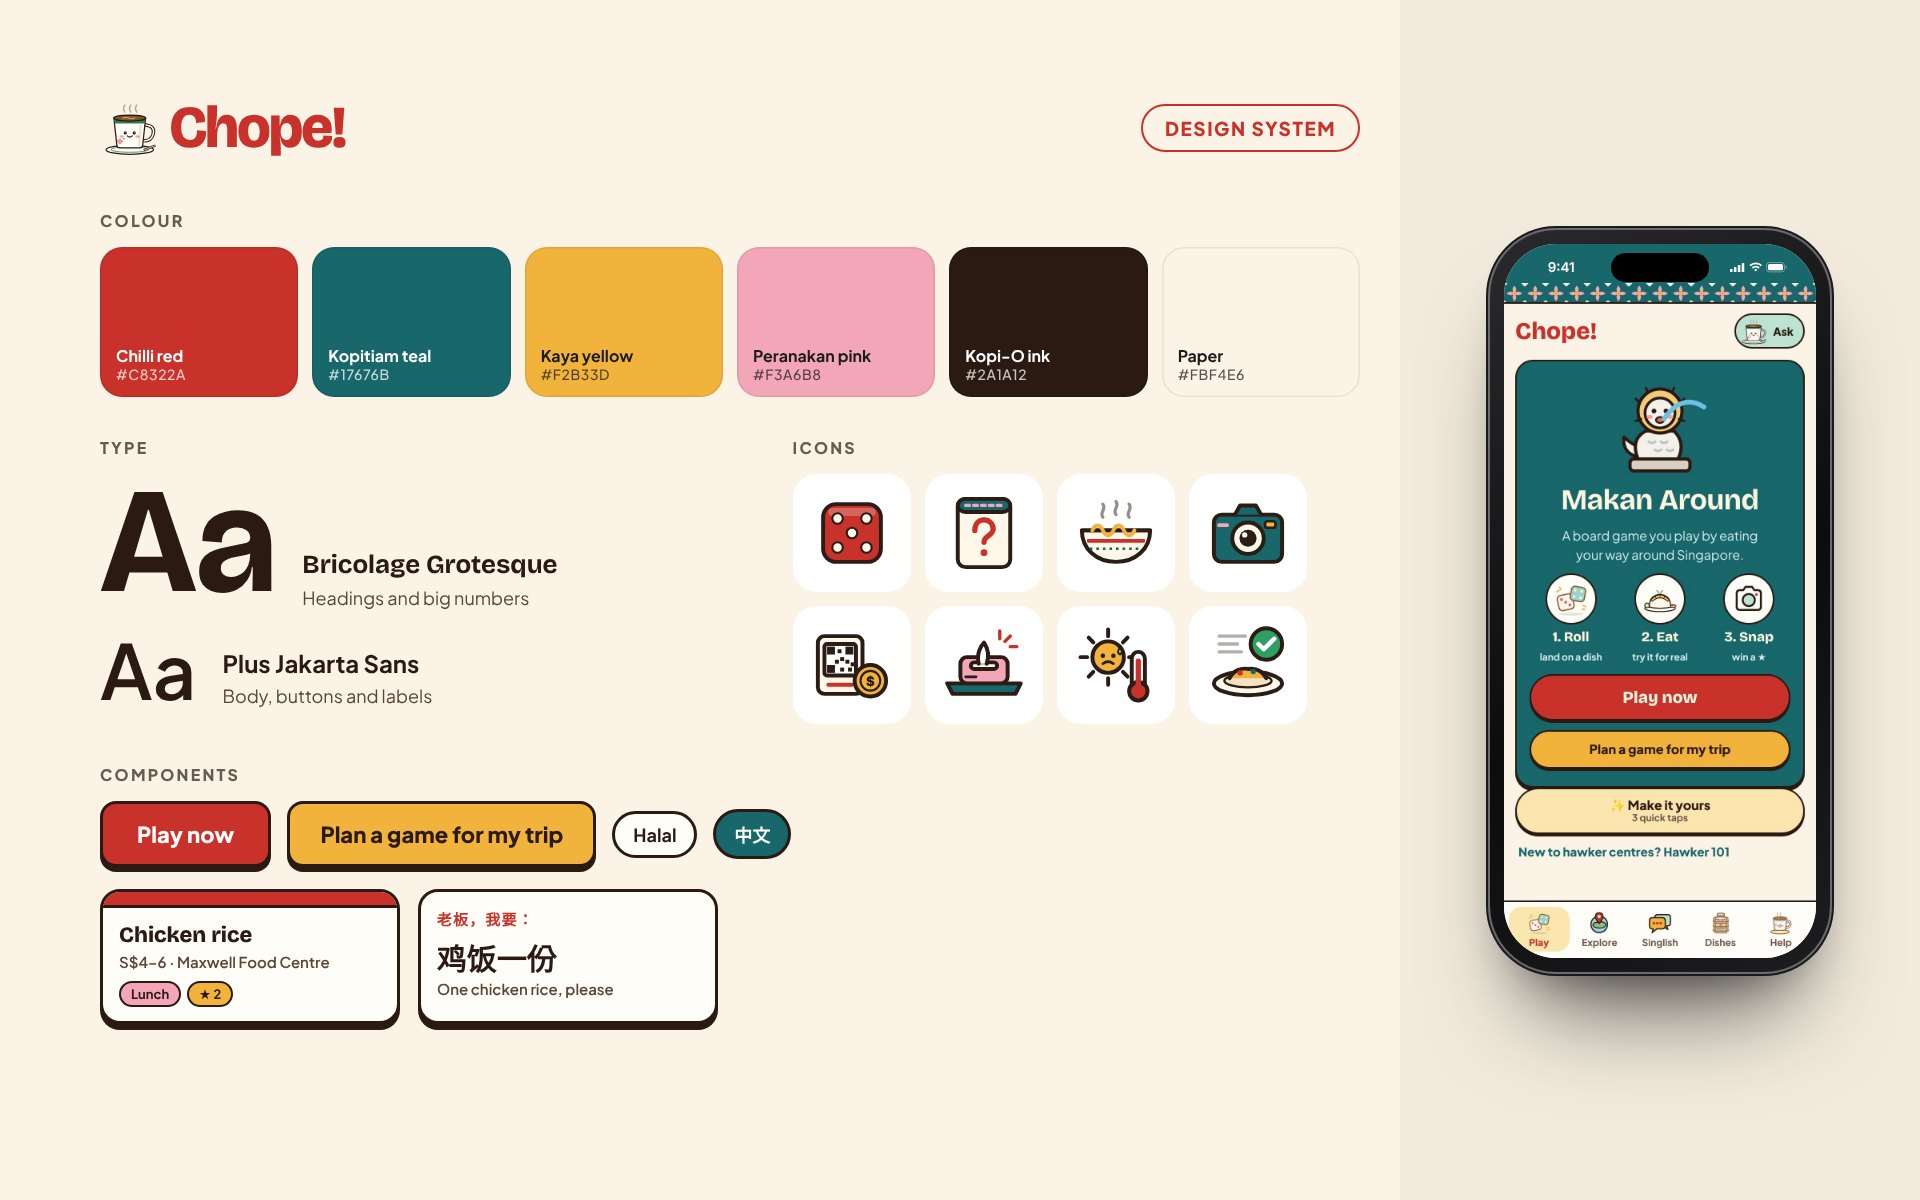 Chope!
DESIGN SYSTEM
COLOUR
Chilli red
#C8322A
Kopitiam teal
#17676B
Kaya yellow
#F2B33D
Peranakan pink
#F3A6B8
Kopi-O ink
#2A1A12
Paper
#FBF4E6
TYPE
Aa
Bricolage Grotesque
Headings and big numbers
Aa
Plus Jakarta Sans
Body, buttons and labels
ICONS
?
$
COMPONENTS
Play now
Plan a game for my trip
Halal
中文
Chicken rice
S$4–6 · Maxwell Food Centre
Lunch
★ 2
老板，我要：
鸡饭一份
One chicken rice, please
9:41
Chope!
Ask
Makan Around
A board game you play by eating
your way around Singapore.
1. Roll
land on a dish
2. Eat
try it for real
3. Snap
win a ★
Play now
Plan a game for my trip
✨ Make it yours
3 quick taps
New to hawker centres? Hawker 101
Play
Explore
Singlish
Dishes
Help